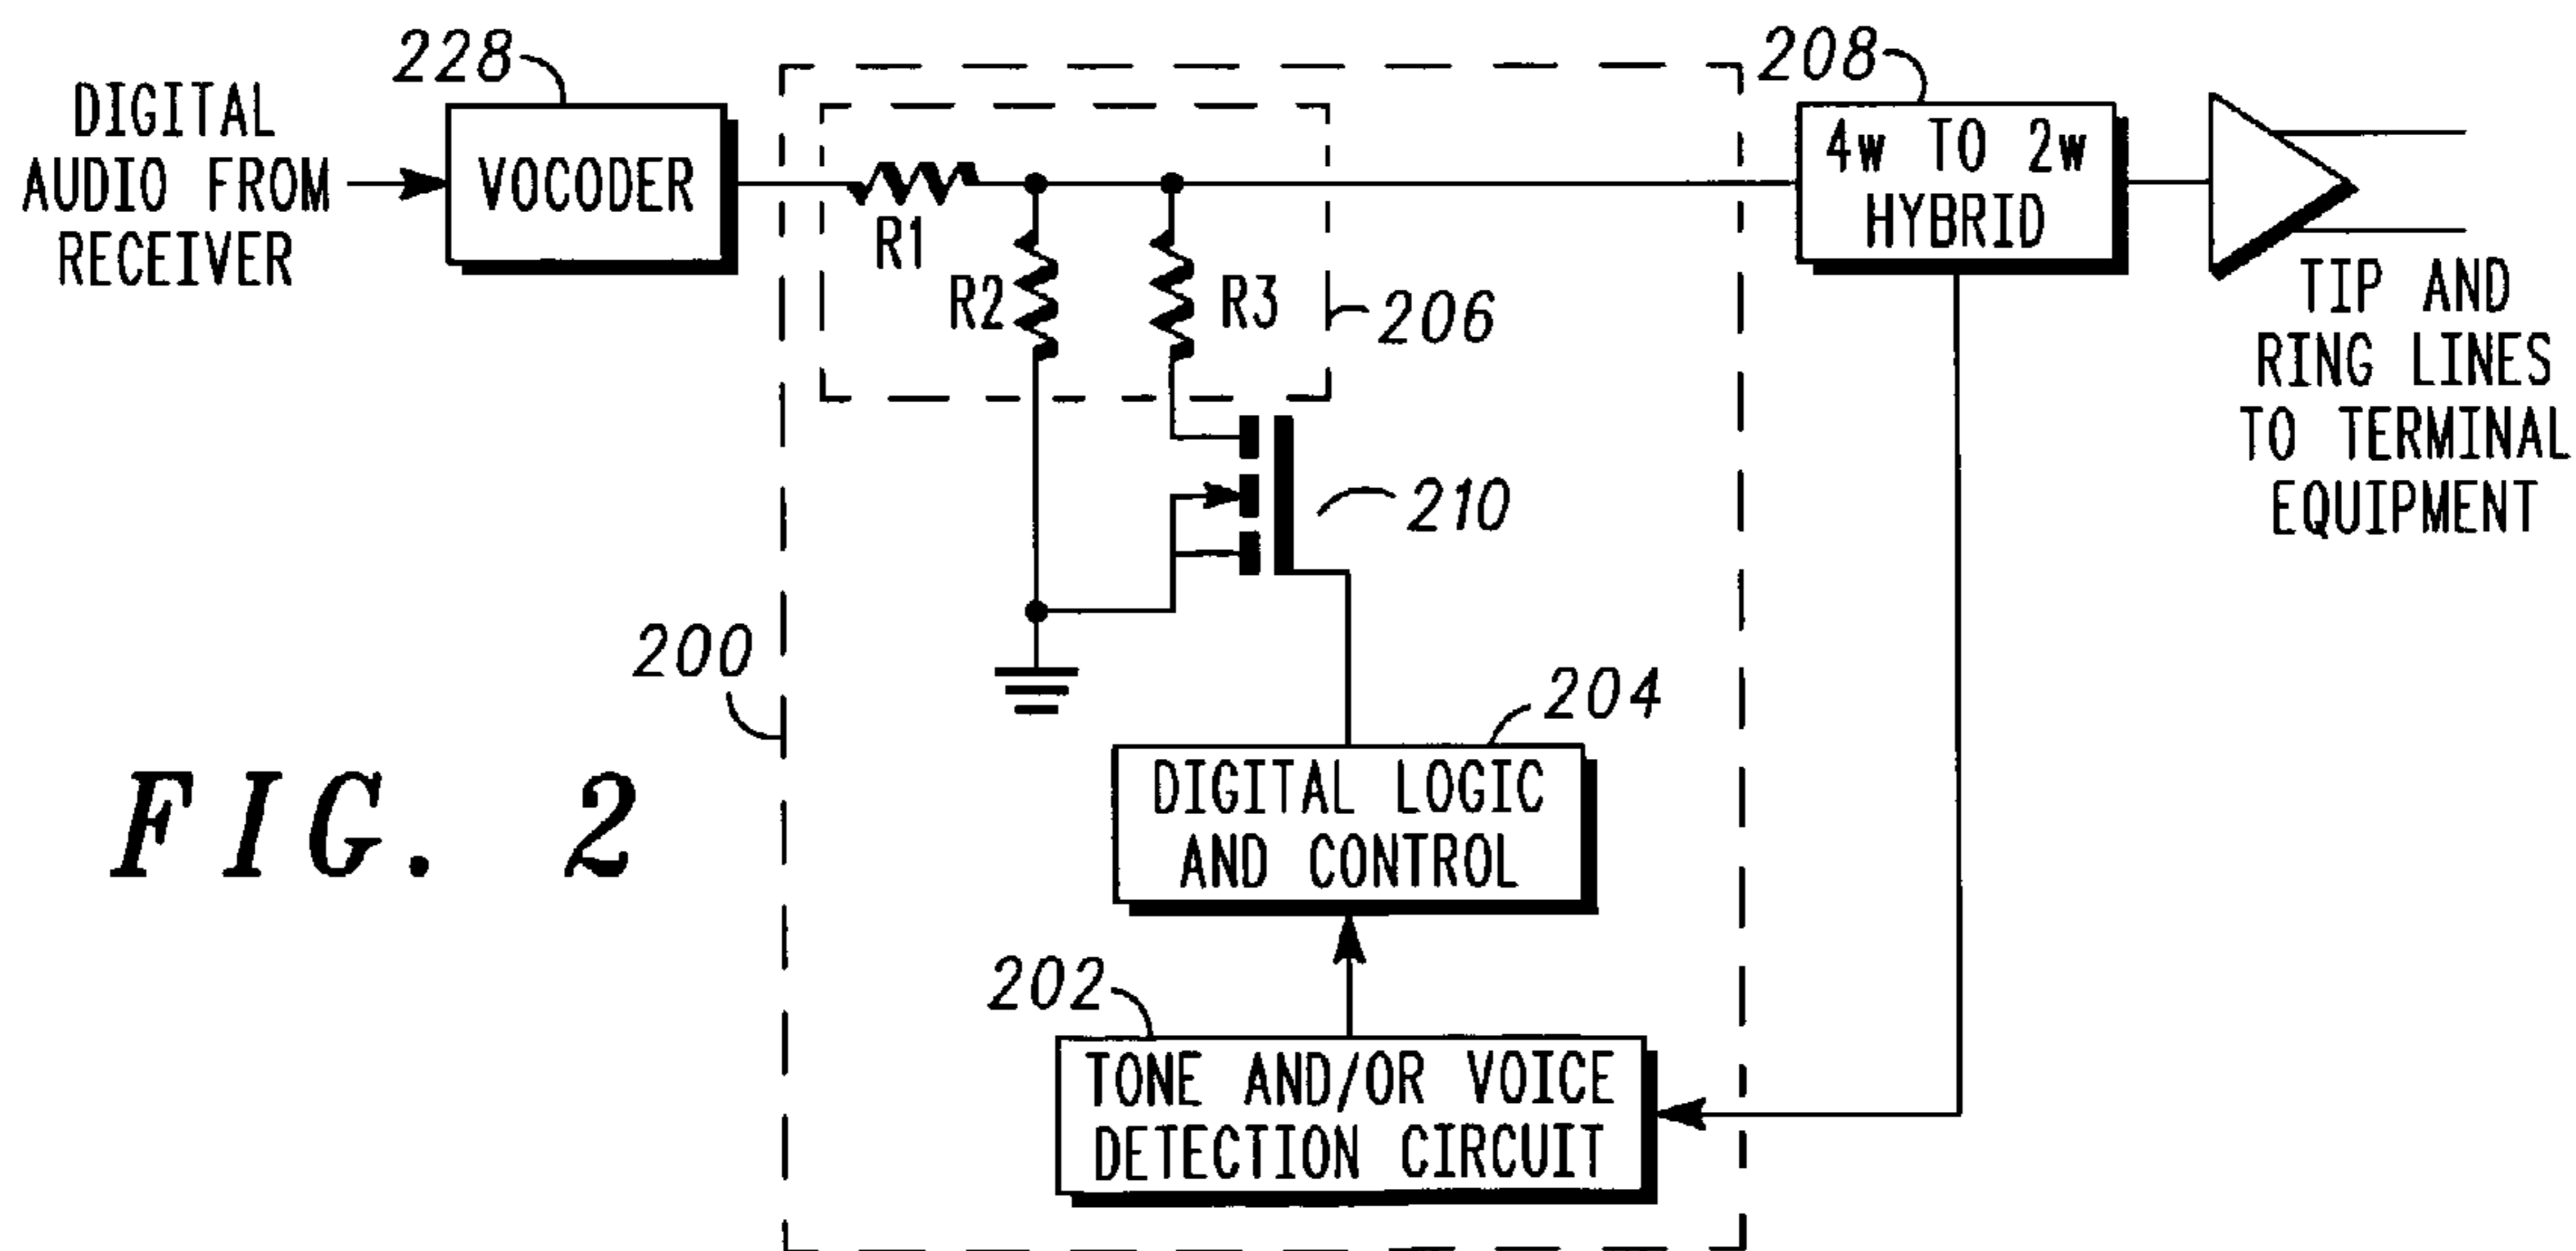 DIGITAL
AUDIO FROM
RECEIVER
228
VOCODER
R1
R2
R3
206
208
4w TO 2w
HYBRID
TIP AND
RING LINES
TO TERMINAL
EQUIPMENT
210
200
204
DIGITAL LOGIC
AND CONTROL
202
TONE AND/OR VOICE
DETECTION CIRCUIT
FIG. 2